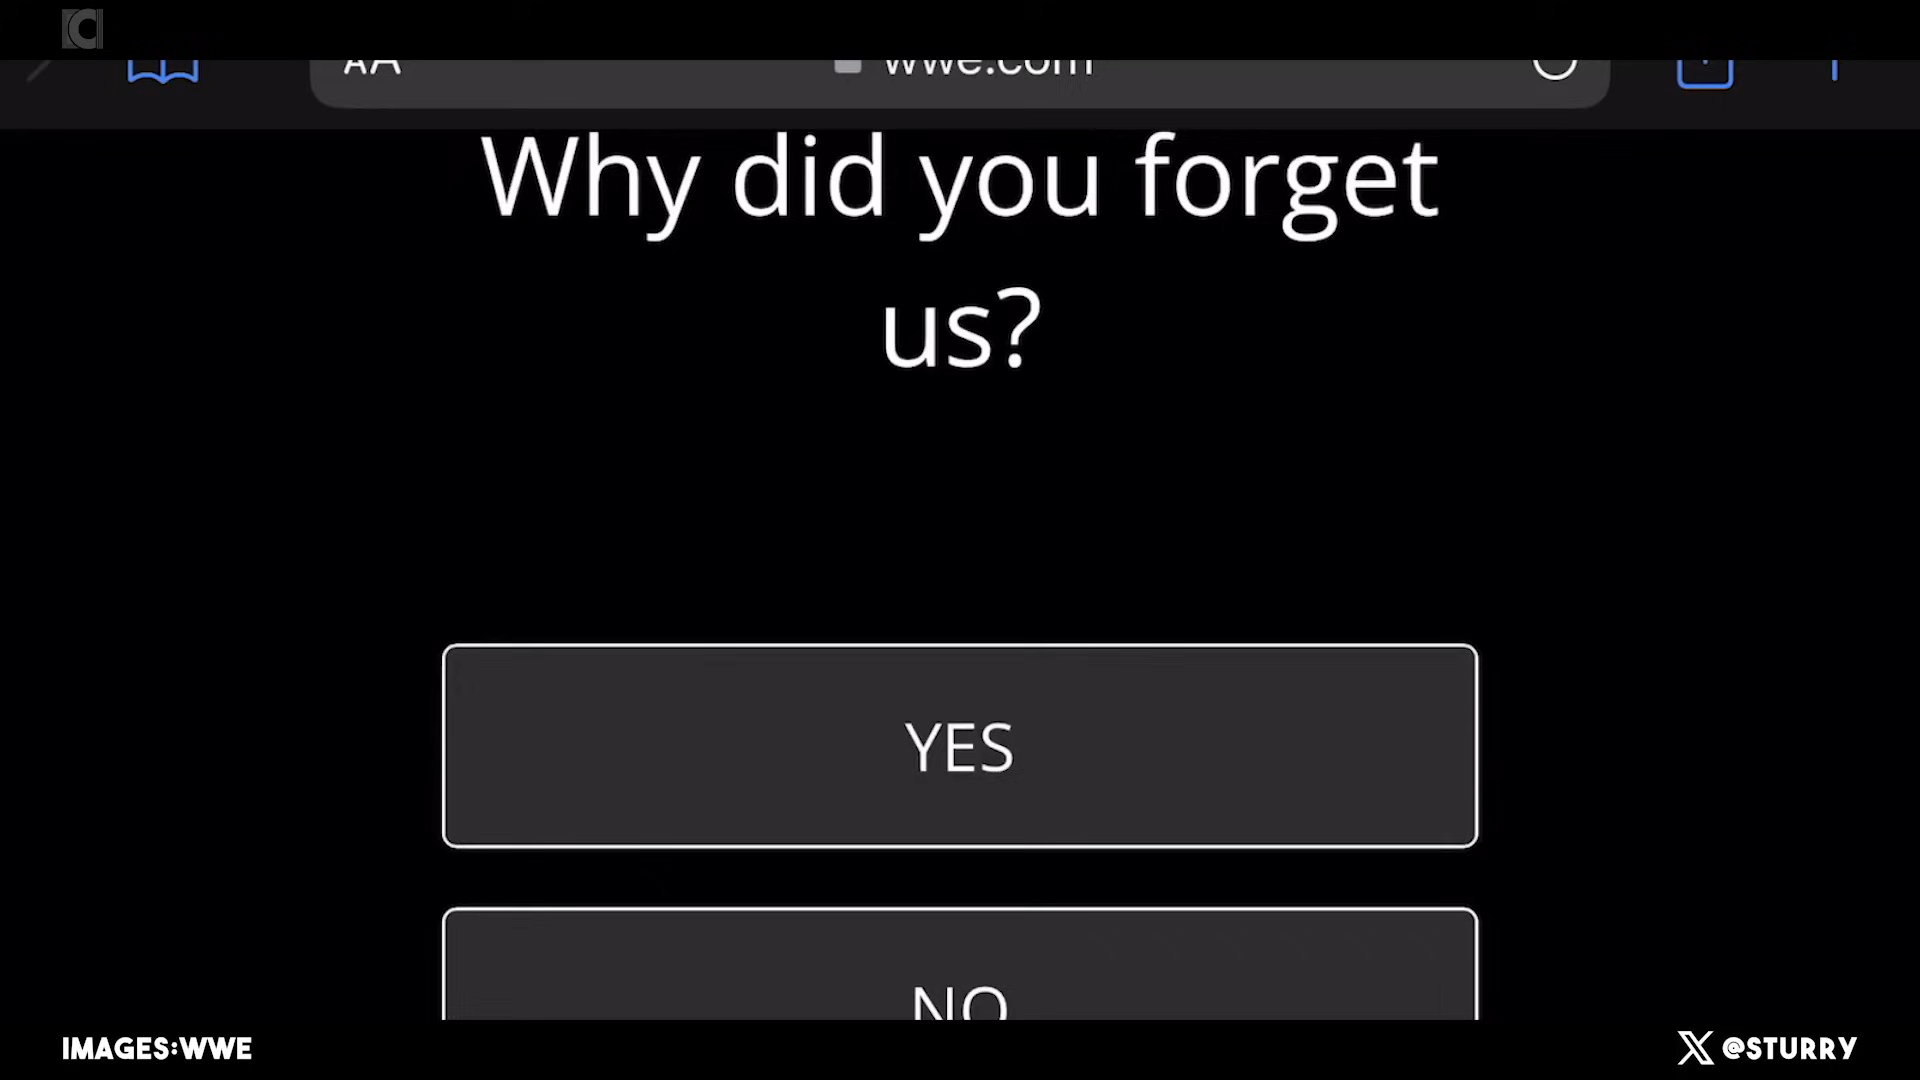 AA
wwe.com
Why did you forget
us?
YES
NO
IMAGES:WWE
X @STURRY